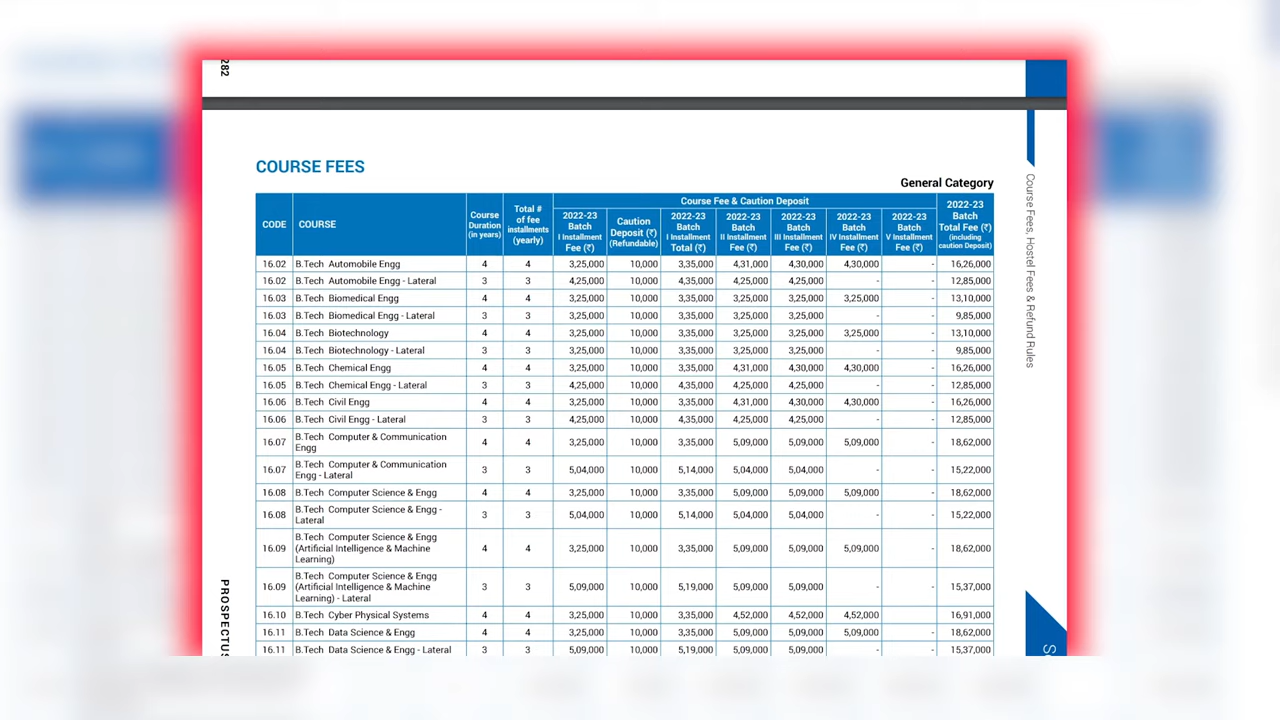 282
COURSE FEES
General Category
CODE COURSE Course Duration (in years) Total # of fee installments (yearly) Course Fee & Caution Deposit 2022-23 Batch Total Fee (₹) (including caution Deposit)
2022-23 Batch I Installment Fee (₹) Caution Deposit (₹) (Refundable) 2022-23 Batch I Installment Total (₹) 2022-23 Batch II Installment Fee (₹) 2022-23 Batch III Installment Fee (₹) 2022-23 Batch IV Installment Fee (₹) 2022-23 Batch V Installment Fee (₹)
16.02 B.Tech Automobile Engg 4 4 3,25,000 10,000 3,35,000 4,31,000 4,30,000 4,30,000 - 16,26,000
16.02 B.Tech Automobile Engg - Lateral 3 3 4,25,000 10,000 4,35,000 4,25,000 4,25,000 - - 12,85,000
16.03 B.Tech Biomedical Engg 4 4 3,25,000 10,000 3,35,000 3,25,000 3,25,000 3,25,000 - 13,10,000
16.03 B.Tech Biomedical Engg - Lateral 3 3 3,25,000 10,000 3,35,000 3,25,000 3,25,000 - - 9,85,000
16.04 B.Tech Biotechnology 4 4 3,25,000 10,000 3,35,000 3,25,000 3,25,000 3,25,000 - 13,10,000
16.04 B.Tech Biotechnology - Lateral 3 3 3,25,000 10,000 3,35,000 3,25,000 3,25,000 - - 9,85,000
16.05 B.Tech Chemical Engg 4 4 3,25,000 10,000 3,35,000 4,31,000 4,30,000 4,30,000 - 16,26,000
16.05 B.Tech Chemical Engg - Lateral 3 3 4,25,000 10,000 4,35,000 4,25,000 4,25,000 - - 12,85,000
16.06 B.Tech Civil Engg 4 4 3,25,000 10,000 3,35,000 4,31,000 4,30,000 4,30,000 - 16,26,000
16.06 B.Tech Civil Engg - Lateral 3 3 4,25,000 10,000 4,35,000 4,25,000 4,25,000 - - 12,85,000
16.07 B.Tech Computer & Communication Engg 4 4 3,25,000 10,000 3,35,000 5,09,000 5,09,000 5,09,000 - 18,62,000
16.07 B.Tech Computer & Communication Engg - Lateral 3 3 5,04,000 10,000 5,14,000 5,04,000 5,04,000 - - 15,22,000
16.08 B.Tech Computer Science & Engg 4 4 3,25,000 10,000 3,35,000 5,09,000 5,09,000 5,09,000 - 18,62,000
16.08 B.Tech Computer Science & Engg - Lateral 3 3 5,04,000 10,000 5,14,000 5,04,000 5,04,000 - - 15,22,000
16.09 B.Tech Computer Science & Engg (Artificial Intelligence & Machine Learning) 4 4 3,25,000 10,000 3,35,000 5,09,000 5,09,000 5,09,000 - 18,62,000
16.09 B.Tech Computer Science & Engg (Artificial Intelligence & Machine Learning) - Lateral 3 3 5,09,000 10,000 5,19,000 5,09,000 5,09,000 - - 15,37,000
16.10 B.Tech Cyber Physical Systems 4 4 3,25,000 10,000 3,35,000 4,52,000 4,52,000 4,52,000 - 16,91,000
16.11 B.Tech Data Science & Engg 4 4 3,25,000 10,000 3,35,000 5,09,000 5,09,000 5,09,000 - 18,62,000
16.11 B.Tech Data Science & Engg - Lateral 3 3 5,09,000 10,000 5,19,000 5,09,000 5,09,000 - - 15,37,000
Course Fees, Hostel Fees & Refund Rules
PROSPECTUS